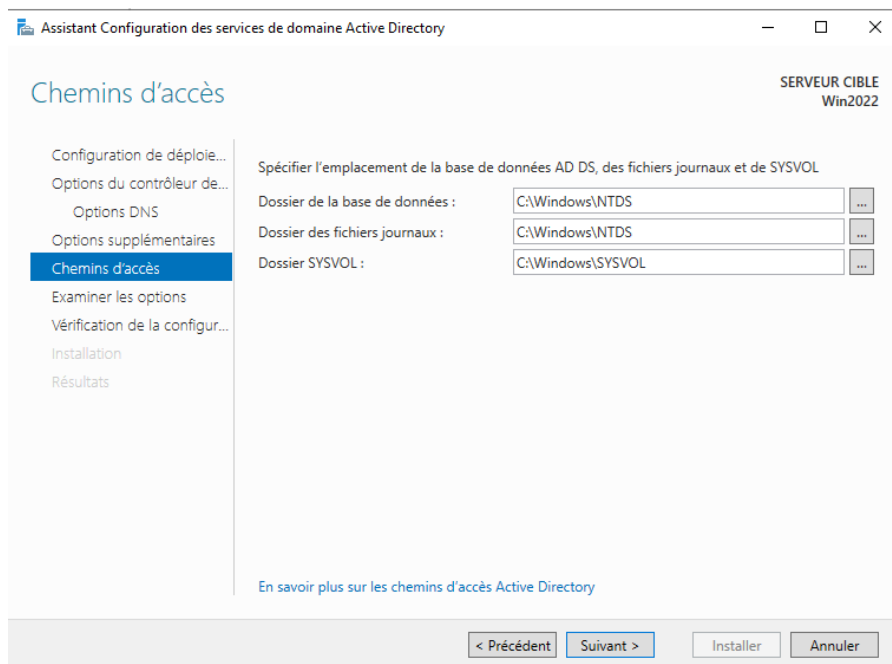 Assistant Configuration des services de domaine Active Directory
Chemins d'accès
SERVEUR CIBLE
Win2022
Configuration de déploie...
Options du contrôleur de...
Options DNS
Options supplémentaires
Chemins d'accès
Examiner les options
Vérification de la configur...
Installation
Résultats
Spécifier l'emplacement de la base de données AD DS, des fichiers journaux et de SYSVOL
Dossier de la base de données : C:\Windows\NTDS ...
Dossier des fichiers journaux : C:\Windows\NTDS ...
Dossier SYSVOL : C:\Windows\SYSVOL ...
En savoir plus sur les chemins d'accès Active Directory
< Précédent Suivant > Installer Annuler